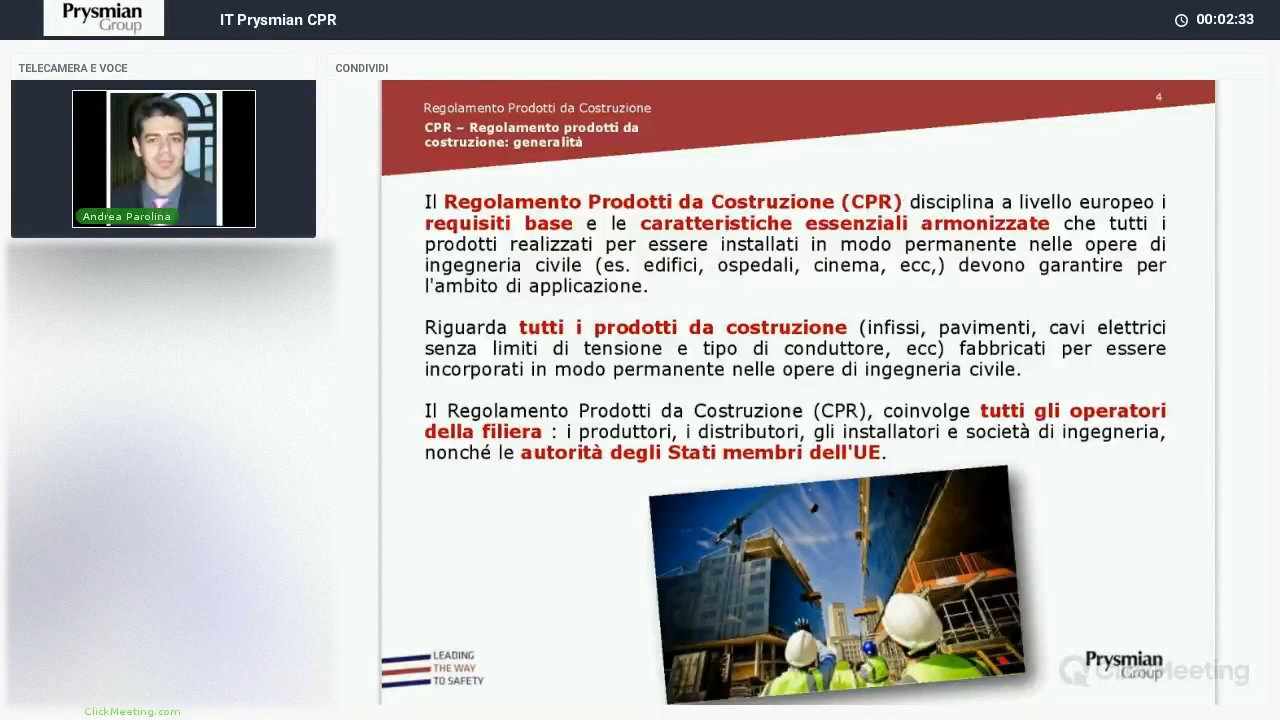 Prysmian
Group
IT Prysmian CPR
00:02:33
TELECAMERA E VOCE
CONDIVIDI
Andrea Parolina
Regolamento Prodotti da Costruzione
4
CPR – Regolamento prodotti da
costruzione: generalità
Il Regolamento Prodotti da Costruzione (CPR) disciplina a livello europeo i
requisiti base e le caratteristiche essenziali armonizzate che tutti i
prodotti realizzati per essere installati in modo permanente nelle opere di
ingegneria civile (es. edifici, ospedali, cinema, ecc,) devono garantire per
l'ambito di applicazione.
Riguarda tutti i prodotti da costruzione (infissi, pavimenti, cavi elettrici
senza limiti di tensione e tipo di conduttore, ecc) fabbricati per essere
incorporati in modo permanente nelle opere di ingegneria civile.
Il Regolamento Prodotti da Costruzione (CPR), coinvolge tutti gli operatori
della filiera : i produttori, i distributori, gli installatori e società di ingegneria,
nonché le autorità degli Stati membri dell'UE.
LEADING
THE WAY
TO SAFETY
Prysmian
Group
ClickMeeting
ClickMeeting.com